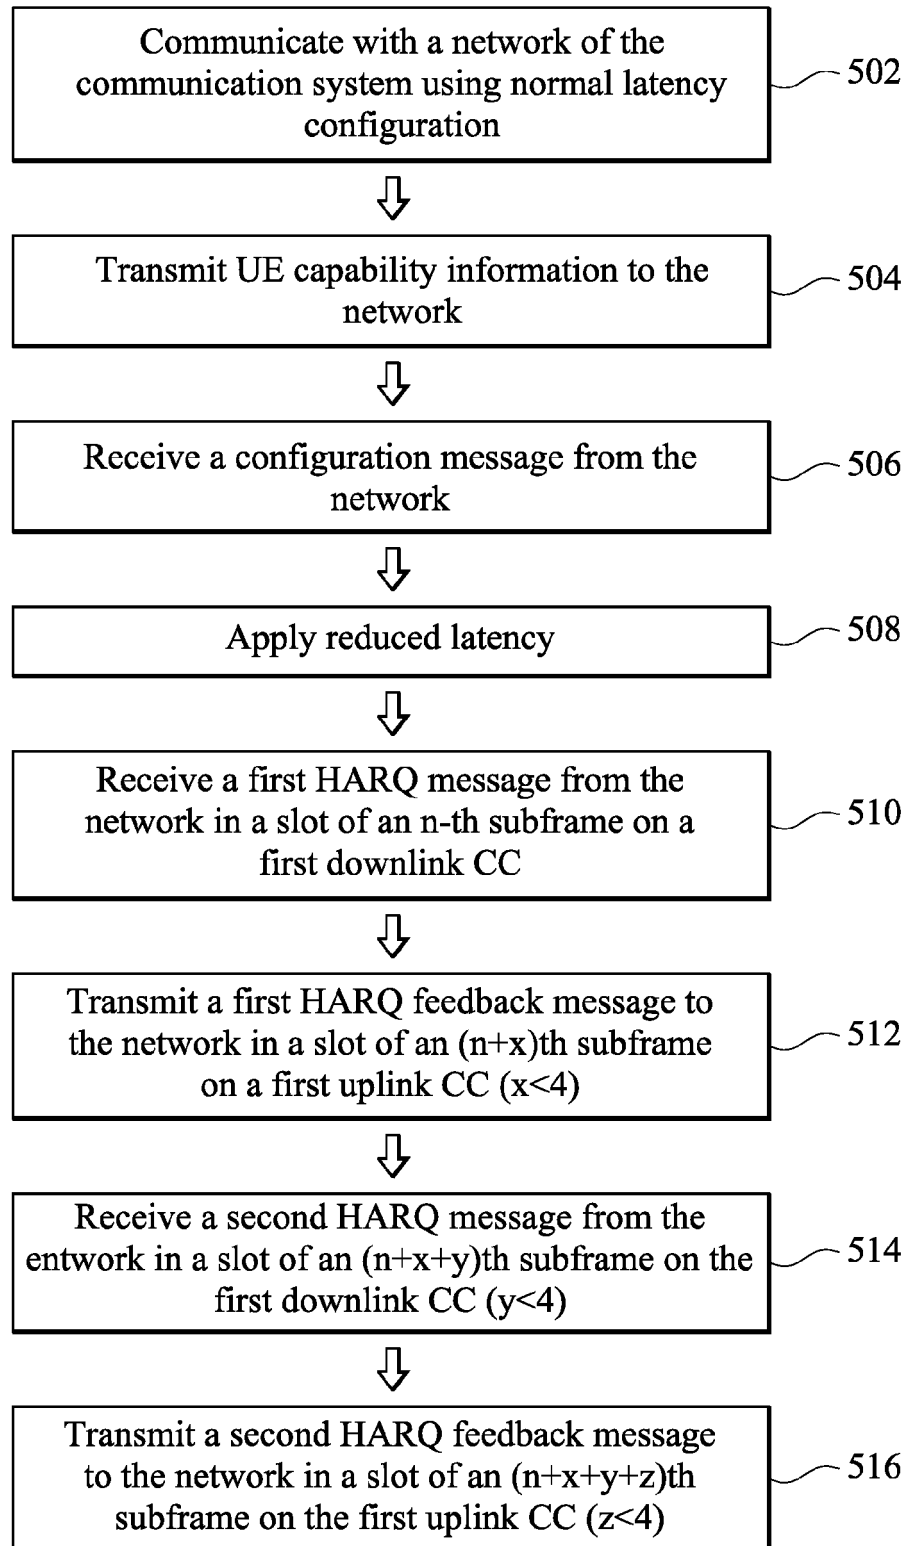 Communicate with a network of the
communication system using normal latency
configuration
502
Transmit UE capability information to the
network
504
Receive a configuration message from the
network
506
Apply reduced latency
508
Receive a first HARQ message from the
network in a slot of an n-th subframe on a
first downlink CC
510
Transmit a first HARQ feedback message to
the network in a slot of an (n+x)th subframe
on a first uplink CC (x<4)
512
Receive a second HARQ message from the
entwork in a slot of an (n+x+y)th subframe on the
first downlink CC (y<4)
514
Transmit a second HARQ feedback message
to the network in a slot of an (n+x+y+z)th
subframe on the first uplink CC (z<4)
516